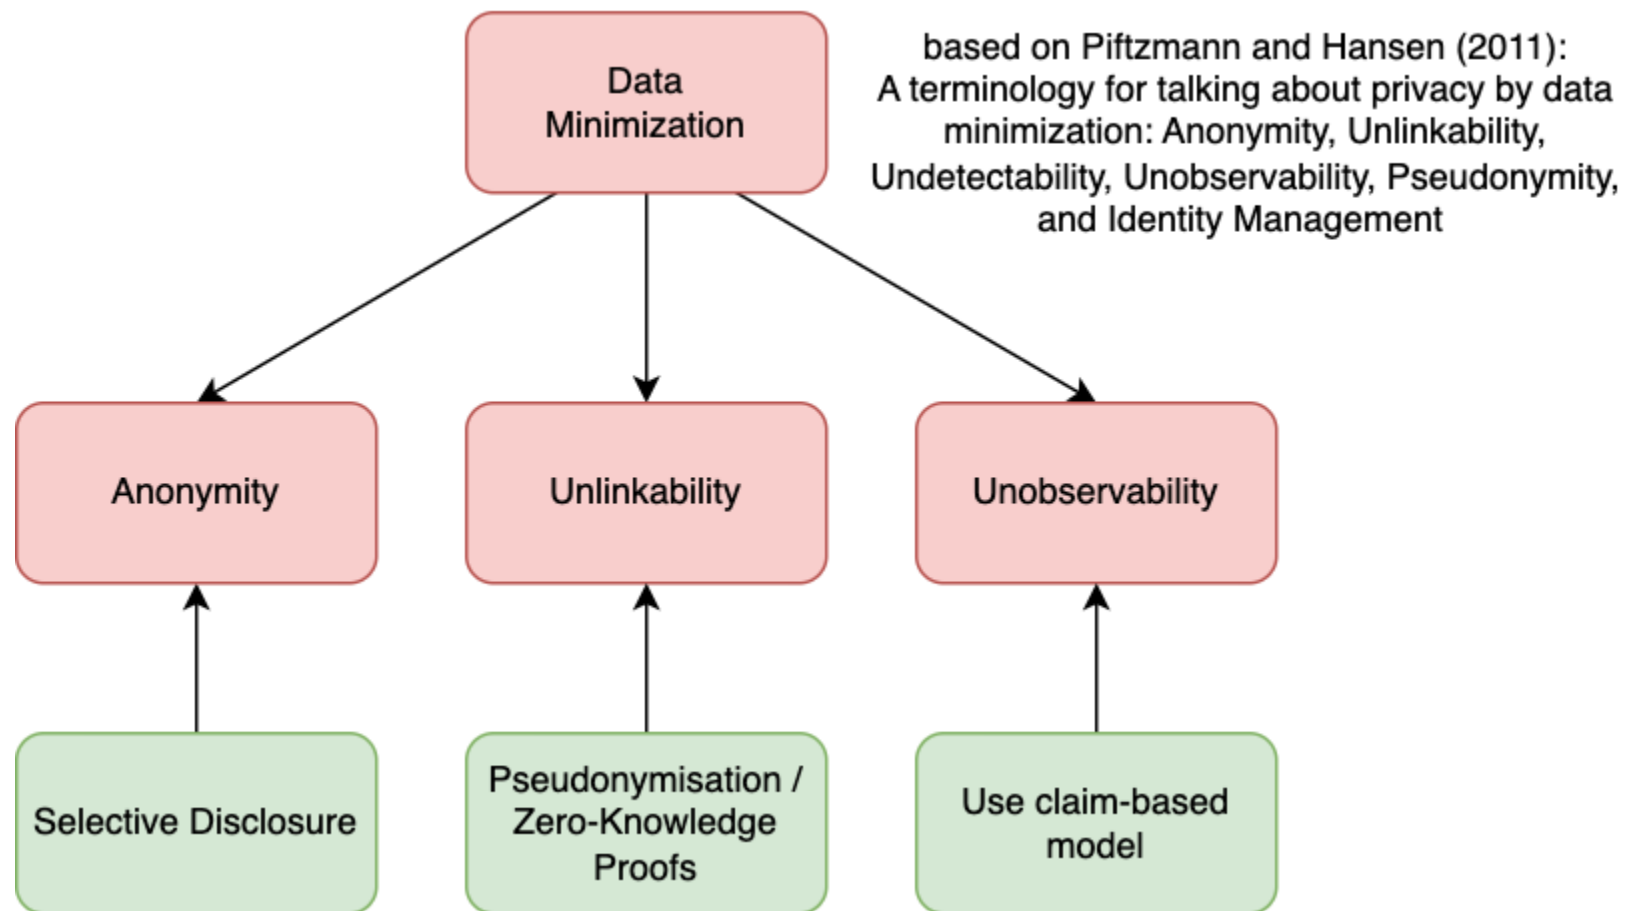 Data
Minimization
based on Piftzmann and Hansen (2011):
A terminology for talking about privacy by data
minimization: Anonymity, Unlinkability,
Undetectability, Unobservability, Pseudonymity,
and Identity Management
Anonymity
Unlinkability
Unobservability
Selective Disclosure
Pseudonymisation /
Zero-Knowledge
Proofs
Use claim-based
model